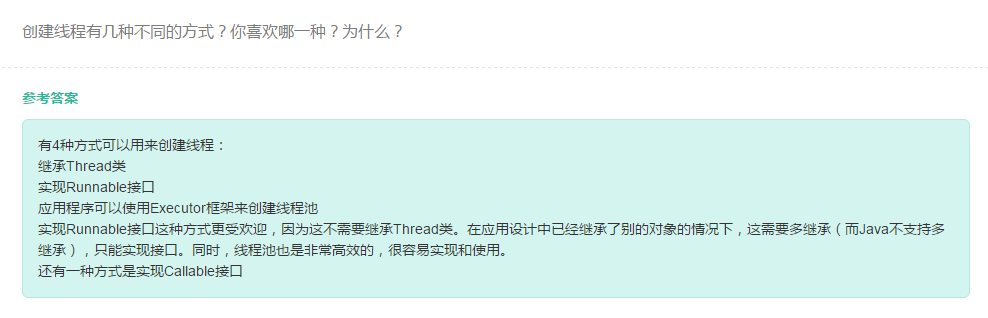 创建线程有几种不同的方式？你喜欢哪一种？为什么？
参考答案
有4种方式可以用来创建线程：
继承Thread类
实现Runnable接口
应用程序可以使用Executor框架来创建线程池
实现Runnable接口这种方式更受欢迎，因为这不需要继承Thread类。在应用设计中已经继承了别的对象的情况下，这需要多继承（而Java不支持多
继承），只能实现接口。同时，线程池也是非常高效的，很容易实现和使用。
还有一种方式是实现Callable接口